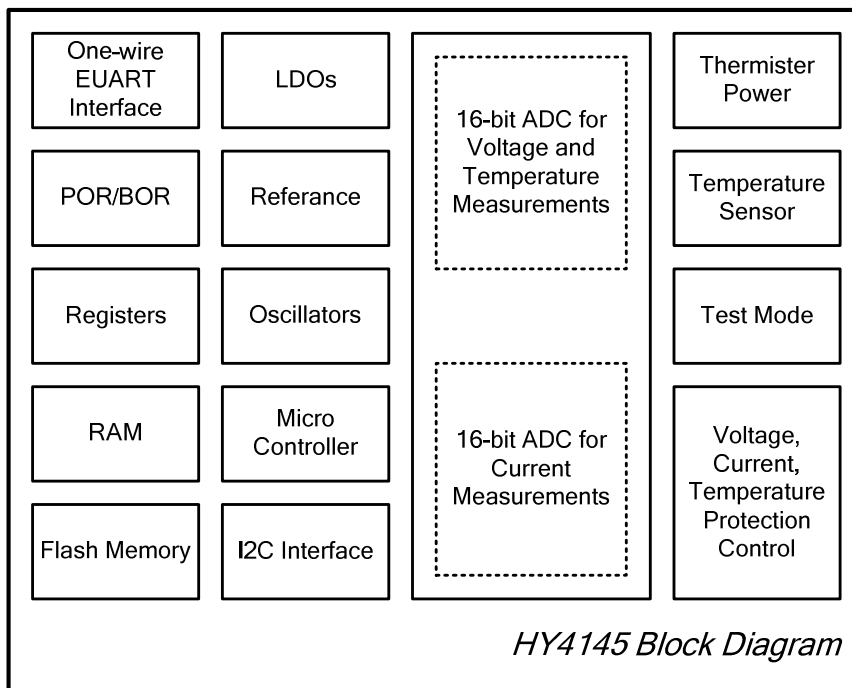 One-wire
EUART
Interface
LDOs
16-bit ADC for
Voltage and
Temperature
Measurements
Thermister
Power
POR/BOR
Referance
Temperature
Sensor
Registers
Oscillators
Test Mode
RAM
Micro
Controller
16-bit ADC for
Current
Measurements
Voltage,
Current,
Temperature
Protection
Control
Flash Memory
I2C Interface
HY4145 Block Diagram